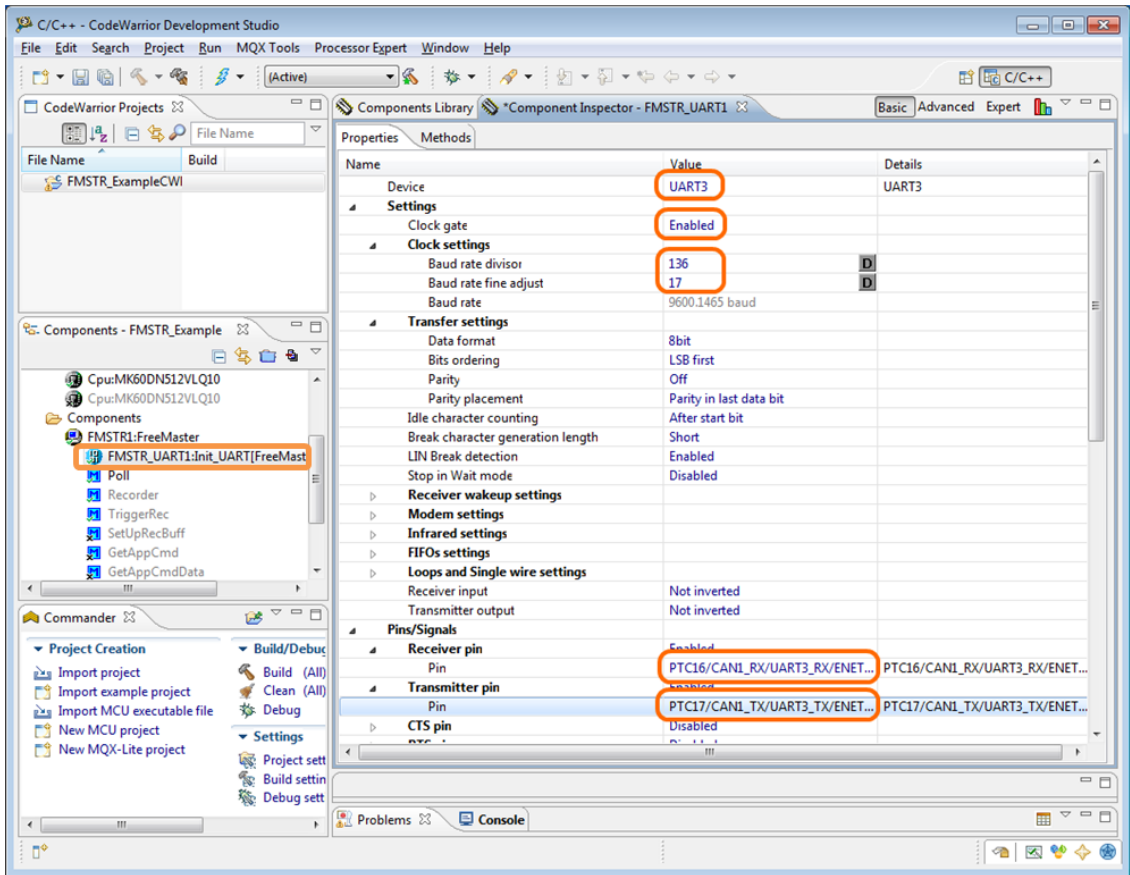 C/C++ - CodeWarrior Development Studio
File Edit Search Project Run MQX Tools Processor Expert Window Help
(Active)
C/C++
CodeWarrior Projects
File Name
File Name Build
FMSTR_ExampleCWI
Components - FMSTR_Example
Cpu:MK60DN512VLQ10
Cpu:MK60DN512VLQ10
Components
FMSTR1:FreeMaster
FMSTR_UART1:Init_UART[FreeMast
Poll
Recorder
TriggerRec
SetUpRecBuff
GetAppCmd
GetAppCmdData
Commander
Project Creation
Import project
Import example project
Import MCU executable file
New MCU project
New MQX-Lite project
Build/Debug
Build (All)
Clean (All)
Debug
Settings
Project sett
Build settin
Debug sett
Components Library *Component Inspector - FMSTR_UART1
Basic Advanced Expert
Properties Methods
Name Value Details
Device UART3 UART3
Settings
Clock gate Enabled
Clock settings
Baud rate divisor 136 D
Baud rate fine adjust 17 D
Baud rate 9600.1465 baud
Transfer settings
Data format 8bit
Bits ordering LSB first
Parity Off
Parity placement Parity in last data bit
Idle character counting After start bit
Break character generation length Short
LIN Break detection Enabled
Stop in Wait mode Disabled
Receiver wakeup settings
Modem settings
Infrared settings
FIFOs settings
Loops and Single wire settings
Receiver input Not inverted
Transmitter output Not inverted
Pins/Signals
Receiver pin Enabled
Pin PTC16/CAN1_RX/UART3_RX/ENET... PTC16/CAN1_RX/UART3_RX/ENET...
Transmitter pin Enabled
Pin PTC17/CAN1_TX/UART3_TX/ENET... PTC17/CAN1_TX/UART3_TX/ENET...
CTS pin Disabled
Problems Console